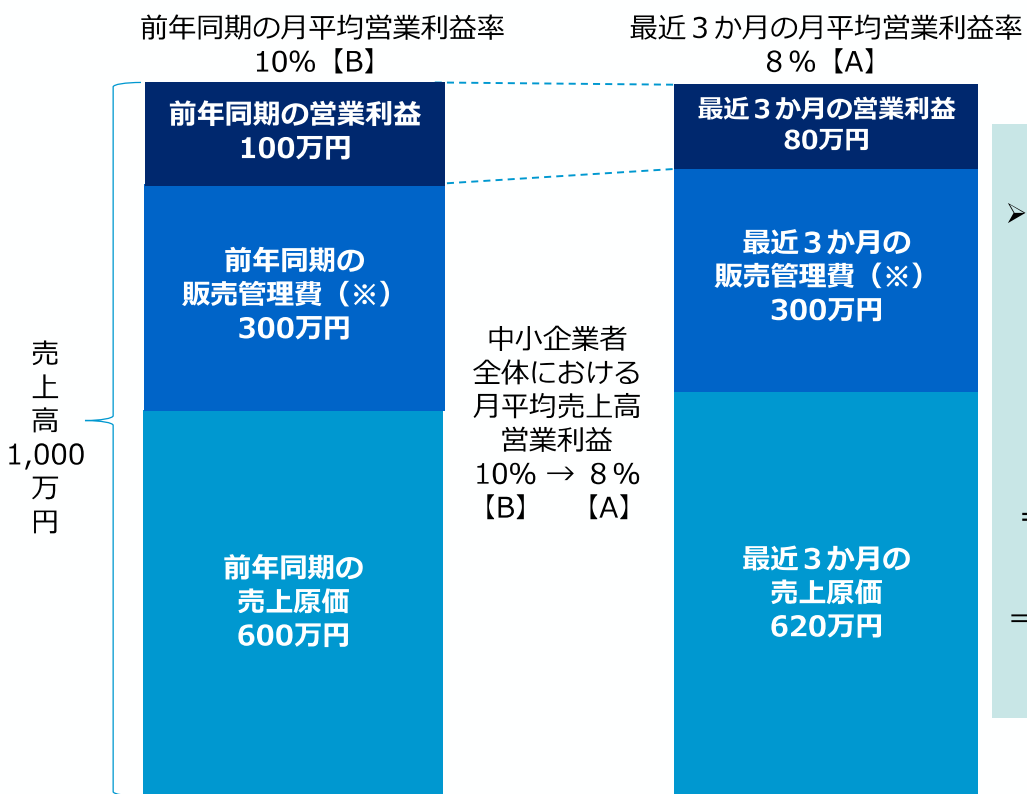 前年同期の月平均営業利益率
10%【B】
前年同期の営業利益
100万円
前年同期の
販売管理費（※）
300万円
前年同期の
売上原価
600万円
売
上
高
1,000
万
円
中小企業者
全体における
月平均売上高
営業利益
10% → ８%
【B】 【A】
最近３か月の月平均営業利益率
８%【A】
最近３か月の営業利益
80万円
最近３か月の
販売管理費（※）
300万円
最近３か月の
売上原価
620万円
➢
＝
＝